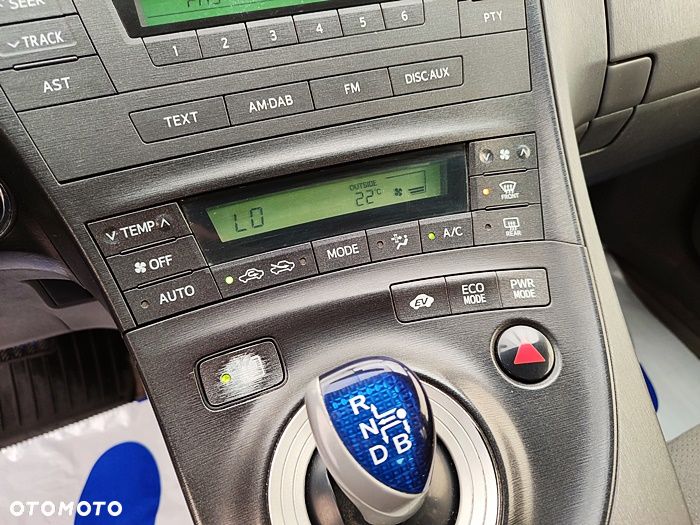 SEEK
TRACK
AST
1 2 3 4 5 6
PTY
TEXT AM·DAB FM DISC·AUX
TEMP
OFF
AUTO
LO
OUTSIDE
22°C
MODE
A/C
FRONT
REAR
EV
ECO MODE
PWR MODE
R
N
D B
OTOMOTO